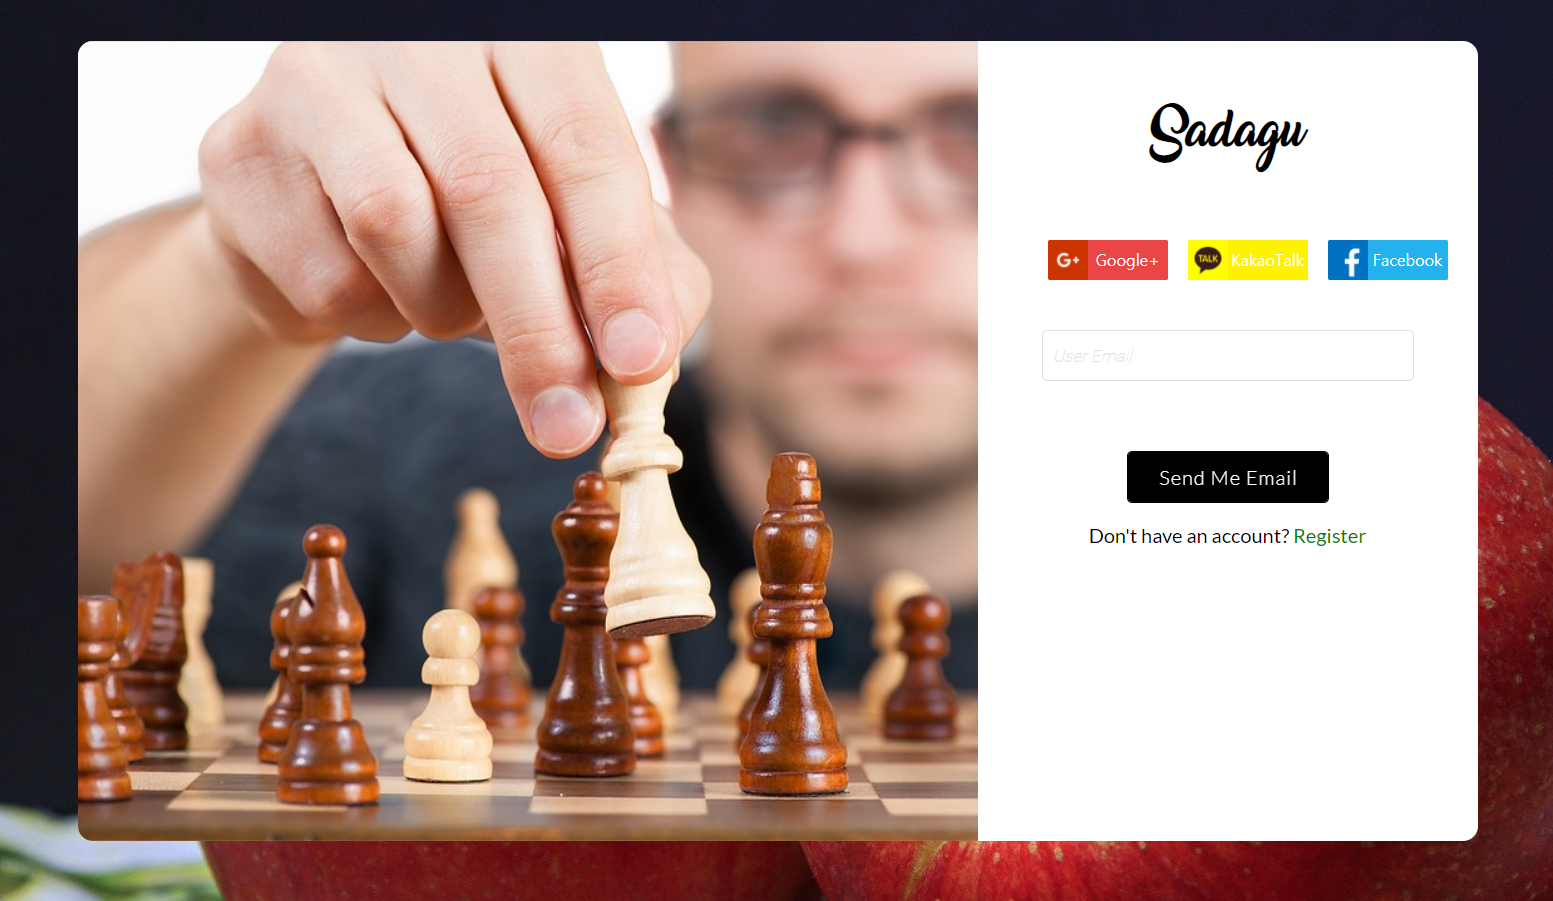 Sadagu
G+ Google+
TALK KakaoTalk
f Facebook
User Email
Send Me Email
Don't have an account? Register